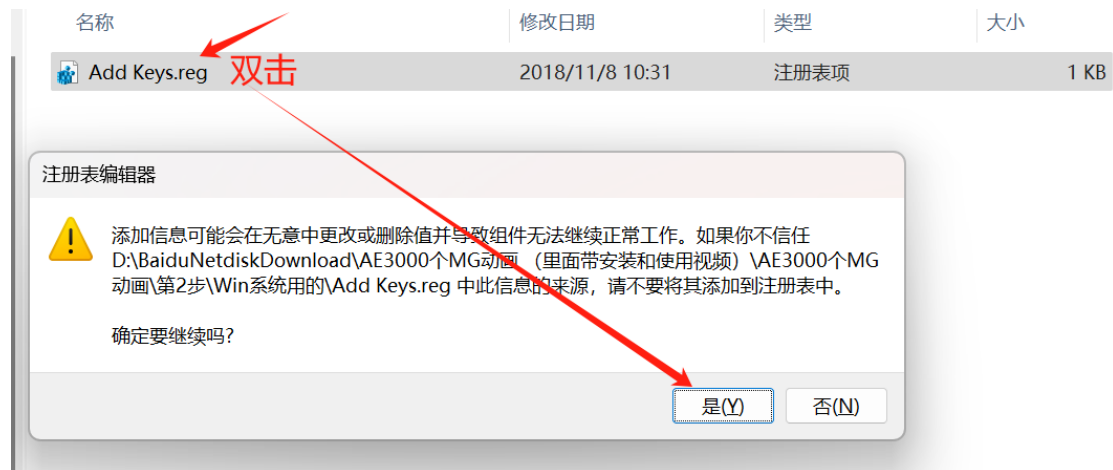 名称 修改日期 类型 大小
Add Keys.reg 双击 2018/11/8 10:31 注册表项 1 KB
注册表编辑器
添加信息可能会在无意中更改或删除值并导致组件无法继续正常工作。如果你不信任
D:\BaiduNetdiskDownload\AE3000个MG动画 （里面带安装和使用视频）\AE3000个MG
动画\第2步\Win系统用的\Add Keys.reg 中此信息的来源，请不要将其添加到注册表中。
确定要继续吗?
是(Y) 否(N)